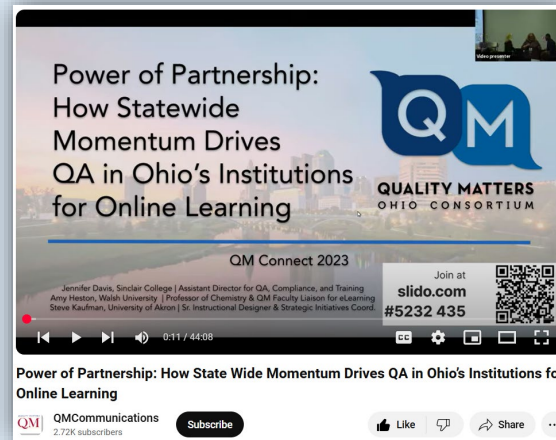 Video presenter
Power of Partnership:
How Statewide
Momentum Drives
QA in Ohio's Institutions
for Online Learning
QM
QUALITY MATTERS
OHIO CONSORTIUM
QM Connect 2023
Jennifer Davis, Sinclair College | Assistant Director for QA, Compliance, and Training
Amy Heston, Walsh University | Professor of Chemistry & QM Faculty Liaison for eLearning
Steve Kaufman, University of Akron | Sr. Instructional Designer & Strategic Initiatives Coord.
Join at
slido.com
#5232 435
0:11 / 44:08
CC
Power of Partnership: How State Wide Momentum Drives QA in Ohio's Institutions fo
Online Learning
QM
QMCommunications
2.72K subscribers
Subscribe
Like
Share